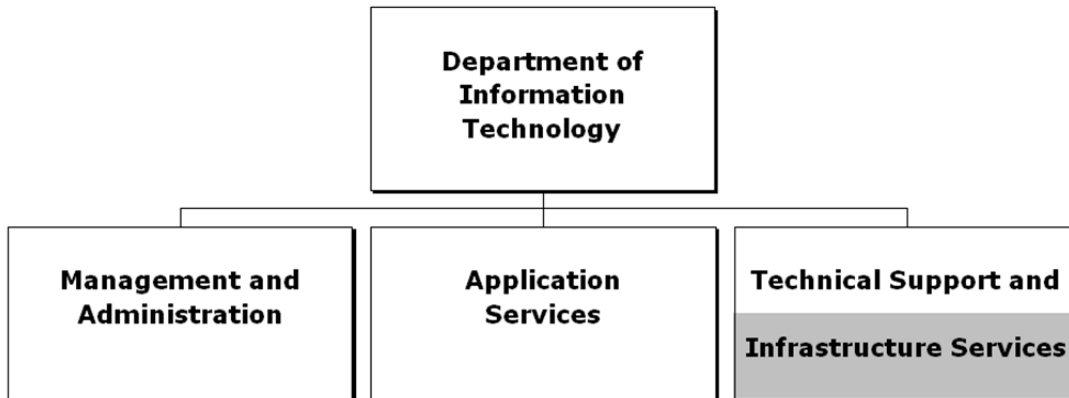 Department of
Information
Technology
Management and
Administration
Application
Services
Technical Support and
Infrastructure Services